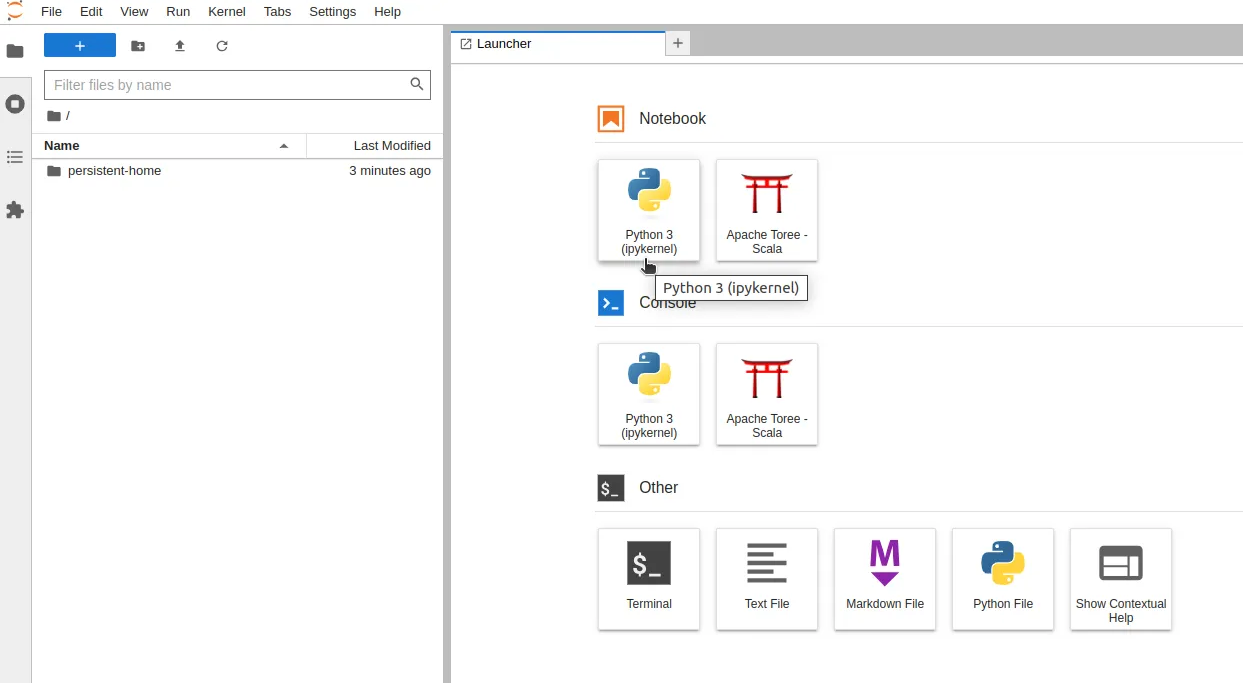 File Edit View Run Kernel Tabs Settings Help
+
Launcher
+
Filter files by name
/
Name
Last Modified
persistent-home
3 minutes ago
Notebook
Python 3
(ipykernel)
Apache Toree -
Scala
Python 3 (ipykernel)
Console
Python 3
(ipykernel)
Apache Toree -
Scala
$_ Other
$_
Terminal
Text File
M
Markdown File
Python File
Show Contextual
Help